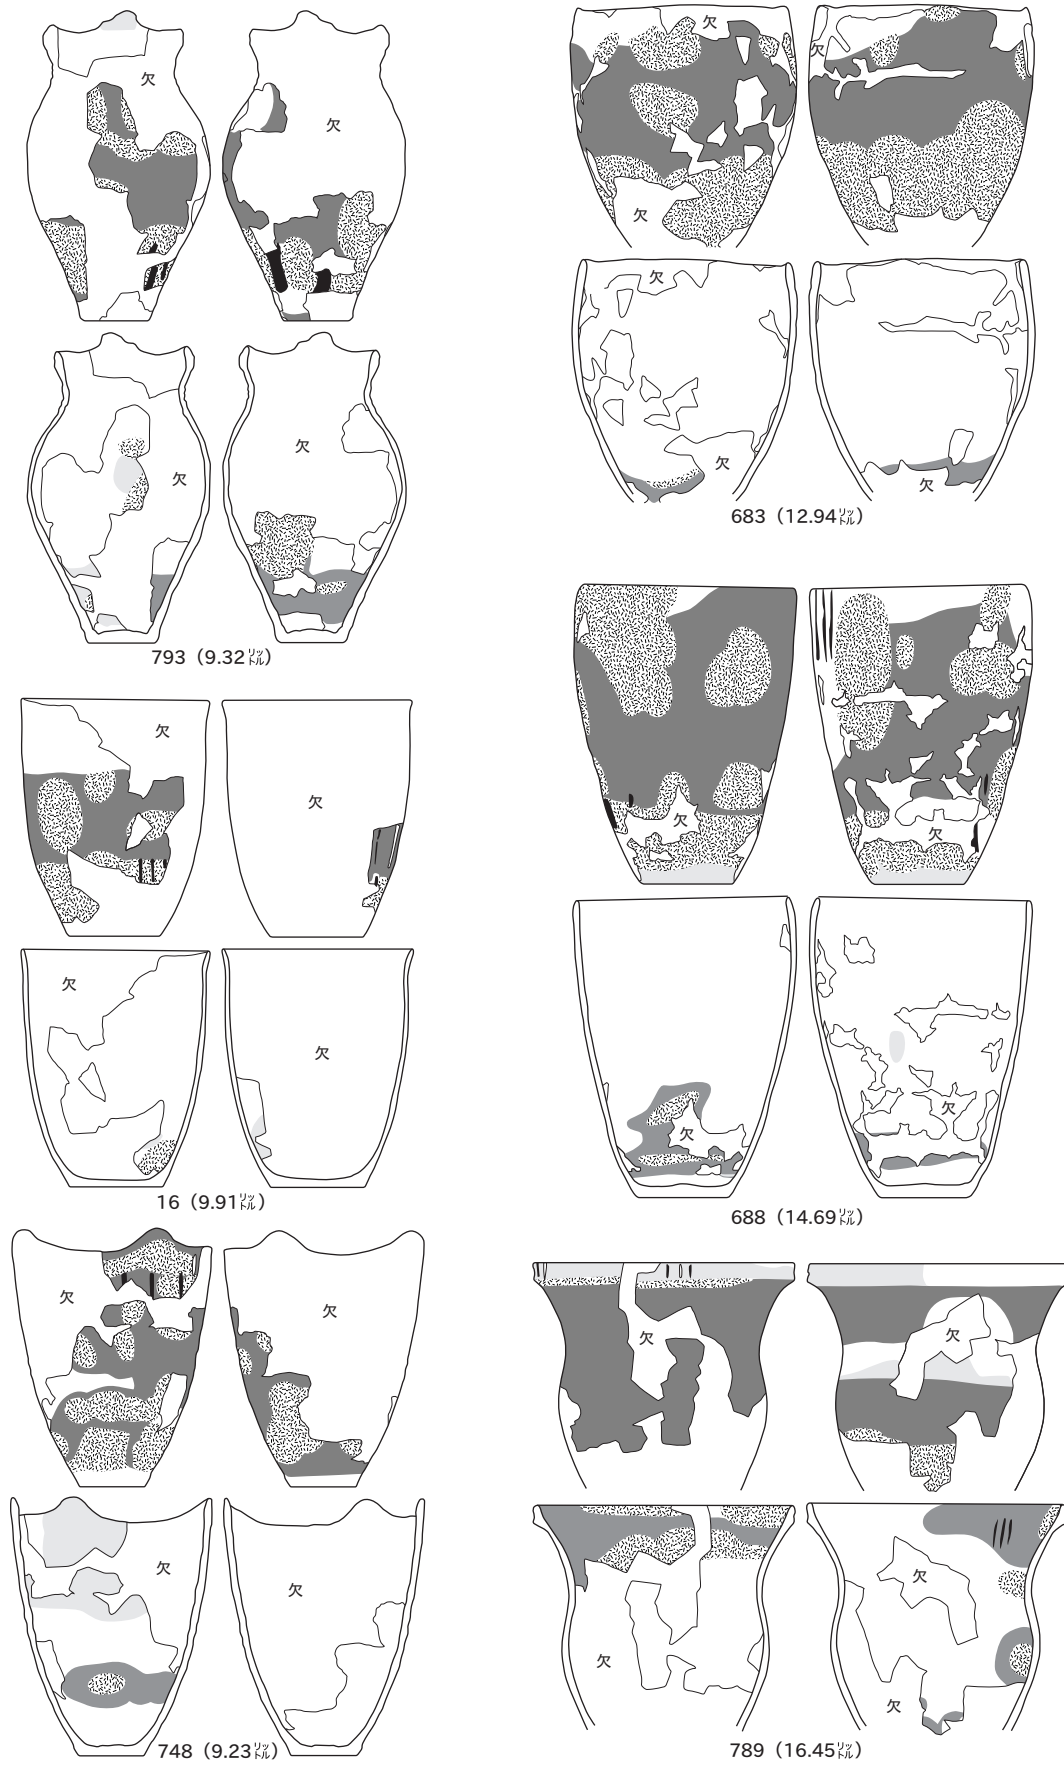 欠
欠
欠
欠
793（9.32リットル）
欠
欠
欠
欠
16（9.91リットル）
欠
欠
欠
欠
748（9.23リットル）
欠
欠
欠
欠
欠
欠
683（12.94リットル）
欠
欠
欠
欠
688（14.69リットル）
欠
欠
欠
欠
欠
789（16.45リットル）